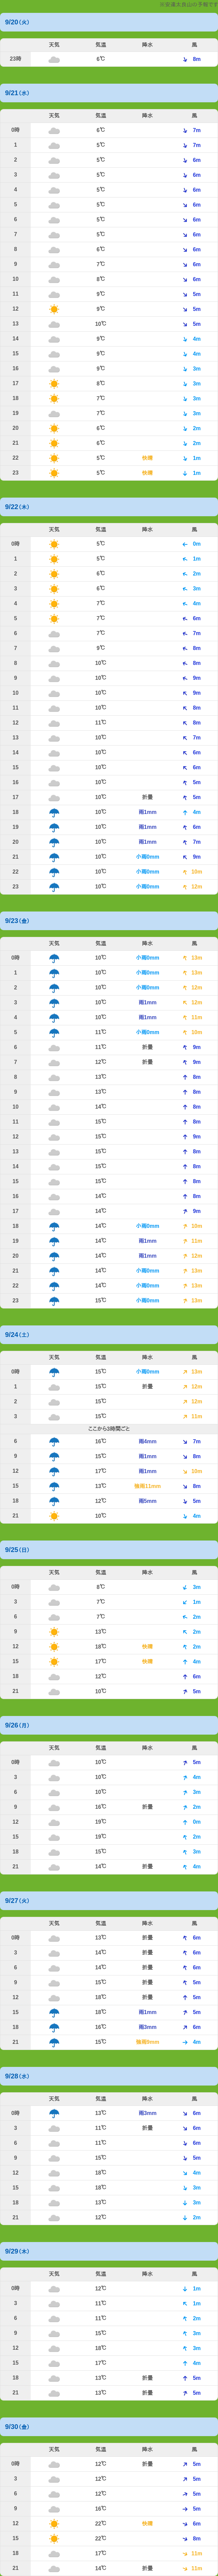 9/20（火）
天気 気温 降水 風
23時 6℃ 8m
9/21（水）
天気 気温 降水 風
0時 6℃ 7m
1 5℃ 7m
2 5℃ 6m
3 5℃ 6m
4 5℃ 6m
5 5℃ 6m
6 5℃ 6m
7 5℃ 6m
8 6℃ 6m
9 7℃ 6m
10 8℃ 6m
11 9℃ 5m
12 9℃ 5m
13 10℃ 5m
14 9℃ 4m
15 9℃ 4m
16 9℃ 3m
17 8℃ 3m
18 7℃ 3m
19 7℃ 3m
20 6℃ 2m
21 6℃ 2m
22 5℃ 快晴 1m
23 5℃ 快晴 1m
9/22（木）
天気 気温 降水 風
0時 5℃ 0m
1 5℃ 1m
2 6℃ 2m
3 6℃ 3m
4 7℃ 4m
5 7℃ 6m
6 7℃ 7m
7 9℃ 8m
8 10℃ 8m
9 10℃ 9m
10 10℃ 9m
11 10℃ 8m
12 11℃ 8m
13 10℃ 7m
14 10℃ 6m
15 10℃ 6m
16 10℃ 5m
17 10℃ 折曇 5m
18 10℃ 雨1mm 4m
19 10℃ 雨1mm 6m
20 10℃ 雨1mm 7m
21 10℃ 小雨0mm 9m
22 10℃ 小雨0mm 10m
23 10℃ 小雨0mm 12m
9/23（金）
天気 気温 降水 風
0時 10℃ 小雨0mm 13m
1 10℃ 小雨0mm 13m
2 10℃ 小雨0mm 12m
3 10℃ 雨1mm 12m
4 10℃ 雨1mm 11m
5 11℃ 小雨0mm 10m
6 11℃ 折曇 9m
7 12℃ 折曇 9m
8 13℃ 8m
9 13℃ 8m
10 14℃ 8m
11 15℃ 8m
12 15℃ 9m
13 15℃ 8m
14 15℃ 8m
15 15℃ 8m
16 14℃ 8m
17 14℃ 9m
18 14℃ 小雨0mm 10m
19 14℃ 雨1mm 11m
20 14℃ 雨1mm 12m
21 14℃ 小雨0mm 13m
22 14℃ 小雨0mm 13m
23 15℃ 小雨0mm 13m
9/24（土）
天気 気温 降水 風
0時 15℃ 小雨0mm 13m
1 15℃ 折曇 12m
2 15℃ 12m
3 15℃ 11m
ここから3時間ごと
6 16℃ 雨4mm 7m
9 15℃ 雨1mm 8m
12 17℃ 雨1mm 10m
15 13℃ 強雨11mm 8m
18 12℃ 雨5mm 5m
21 10℃ 4m
9/25（日）
天気 気温 降水 風
0時 8℃ 3m
3 7℃ 1m
6 7℃ 2m
9 13℃ 2m
12 18℃ 快晴 2m
15 17℃ 快晴 4m
18 12℃ 6m
21 10℃ 5m
9/26（月）
天気 気温 降水 風
0時 10℃ 5m
3 10℃ 4m
6 10℃ 3m
9 16℃ 折曇 2m
12 19℃ 0m
15 19℃ 2m
18 15℃ 3m
21 14℃ 折曇 4m
9/27（火）
天気 気温 降水 風
0時 13℃ 折曇 6m
3 14℃ 折曇 6m
6 14℃ 折曇 6m
9 15℃ 折曇 5m
12 18℃ 折曇 5m
15 18℃ 雨1mm 5m
18 16℃ 雨3mm 6m
21 15℃ 4m
9/28（水）
天気 気温 降水 風
0時 13℃ 雨3mm 6m
3 11℃ 折曇 6m
6 11℃ 6m
9 15℃ 5m
12 18℃ 4m
15 18℃ 3m
18 13℃ 3m
21 12℃ 2m
9/29（木）
天気 気温 降水 風
0時 12℃ 1m
3 11℃ 1m
6 11℃ 2m
9 15℃ 3m
12 18℃ 3m
15 17℃ 4m
18 13℃ 折曇 5m
21 13℃ 折曇 5m
9/30（金）
天気 気温 降水 風
0時 12℃ 折曇 5m
3 12℃ 5m
6 12℃ 5m
9 16℃ 5m
12 22℃ 快晴 6m
15 22℃ 8m
18 17℃ 11m
21 14℃ 折曇 11m